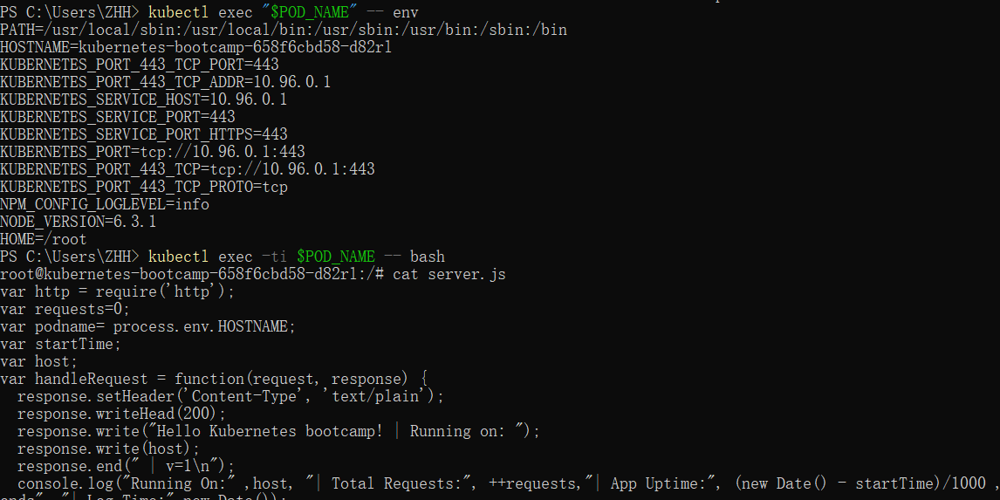 PS C:\Users\ZHH> kubectl exec "$POD_NAME" -- env
PATH=/usr/local/sbin:/usr/local/bin:/usr/sbin:/usr/bin:/sbin:/bin
HOSTNAME=kubernetes-bootcamp-658f6cbd58-d82rl
KUBERNETES_PORT_443_TCP_PORT=443
KUBERNETES_PORT_443_TCP_ADDR=10.96.0.1
KUBERNETES_SERVICE_HOST=10.96.0.1
KUBERNETES_SERVICE_PORT=443
KUBERNETES_SERVICE_PORT_HTTPS=443
KUBERNETES_PORT=tcp://10.96.0.1:443
KUBERNETES_PORT_443_TCP=tcp://10.96.0.1:443
KUBERNETES_PORT_443_TCP_PROTO=tcp
NPM_CONFIG_LOGLEVEL=info
NODE_VERSION=6.3.1
HOME=/root
PS C:\Users\ZHH> kubectl exec -ti $POD_NAME -- bash
root@kubernetes-bootcamp-658f6cbd58-d82rl:/# cat server.js
var http = require('http');
var requests=0;
var podname= process.env.HOSTNAME;
var startTime;
var host;
var handleRequest = function(request, response) {
  response.setHeader('Content-Type', 'text/plain');
  response.writeHead(200);
  response.write("Hello Kubernetes bootcamp! | Running on: ");
  response.write(host);
  response.end(" | v=1\n");
  console.log("Running On:" ,host, "| Total Requests:", ++requests,"| App Uptime:", (new Date() - startTime)/1000 ,
"| Log Time:",new Date());